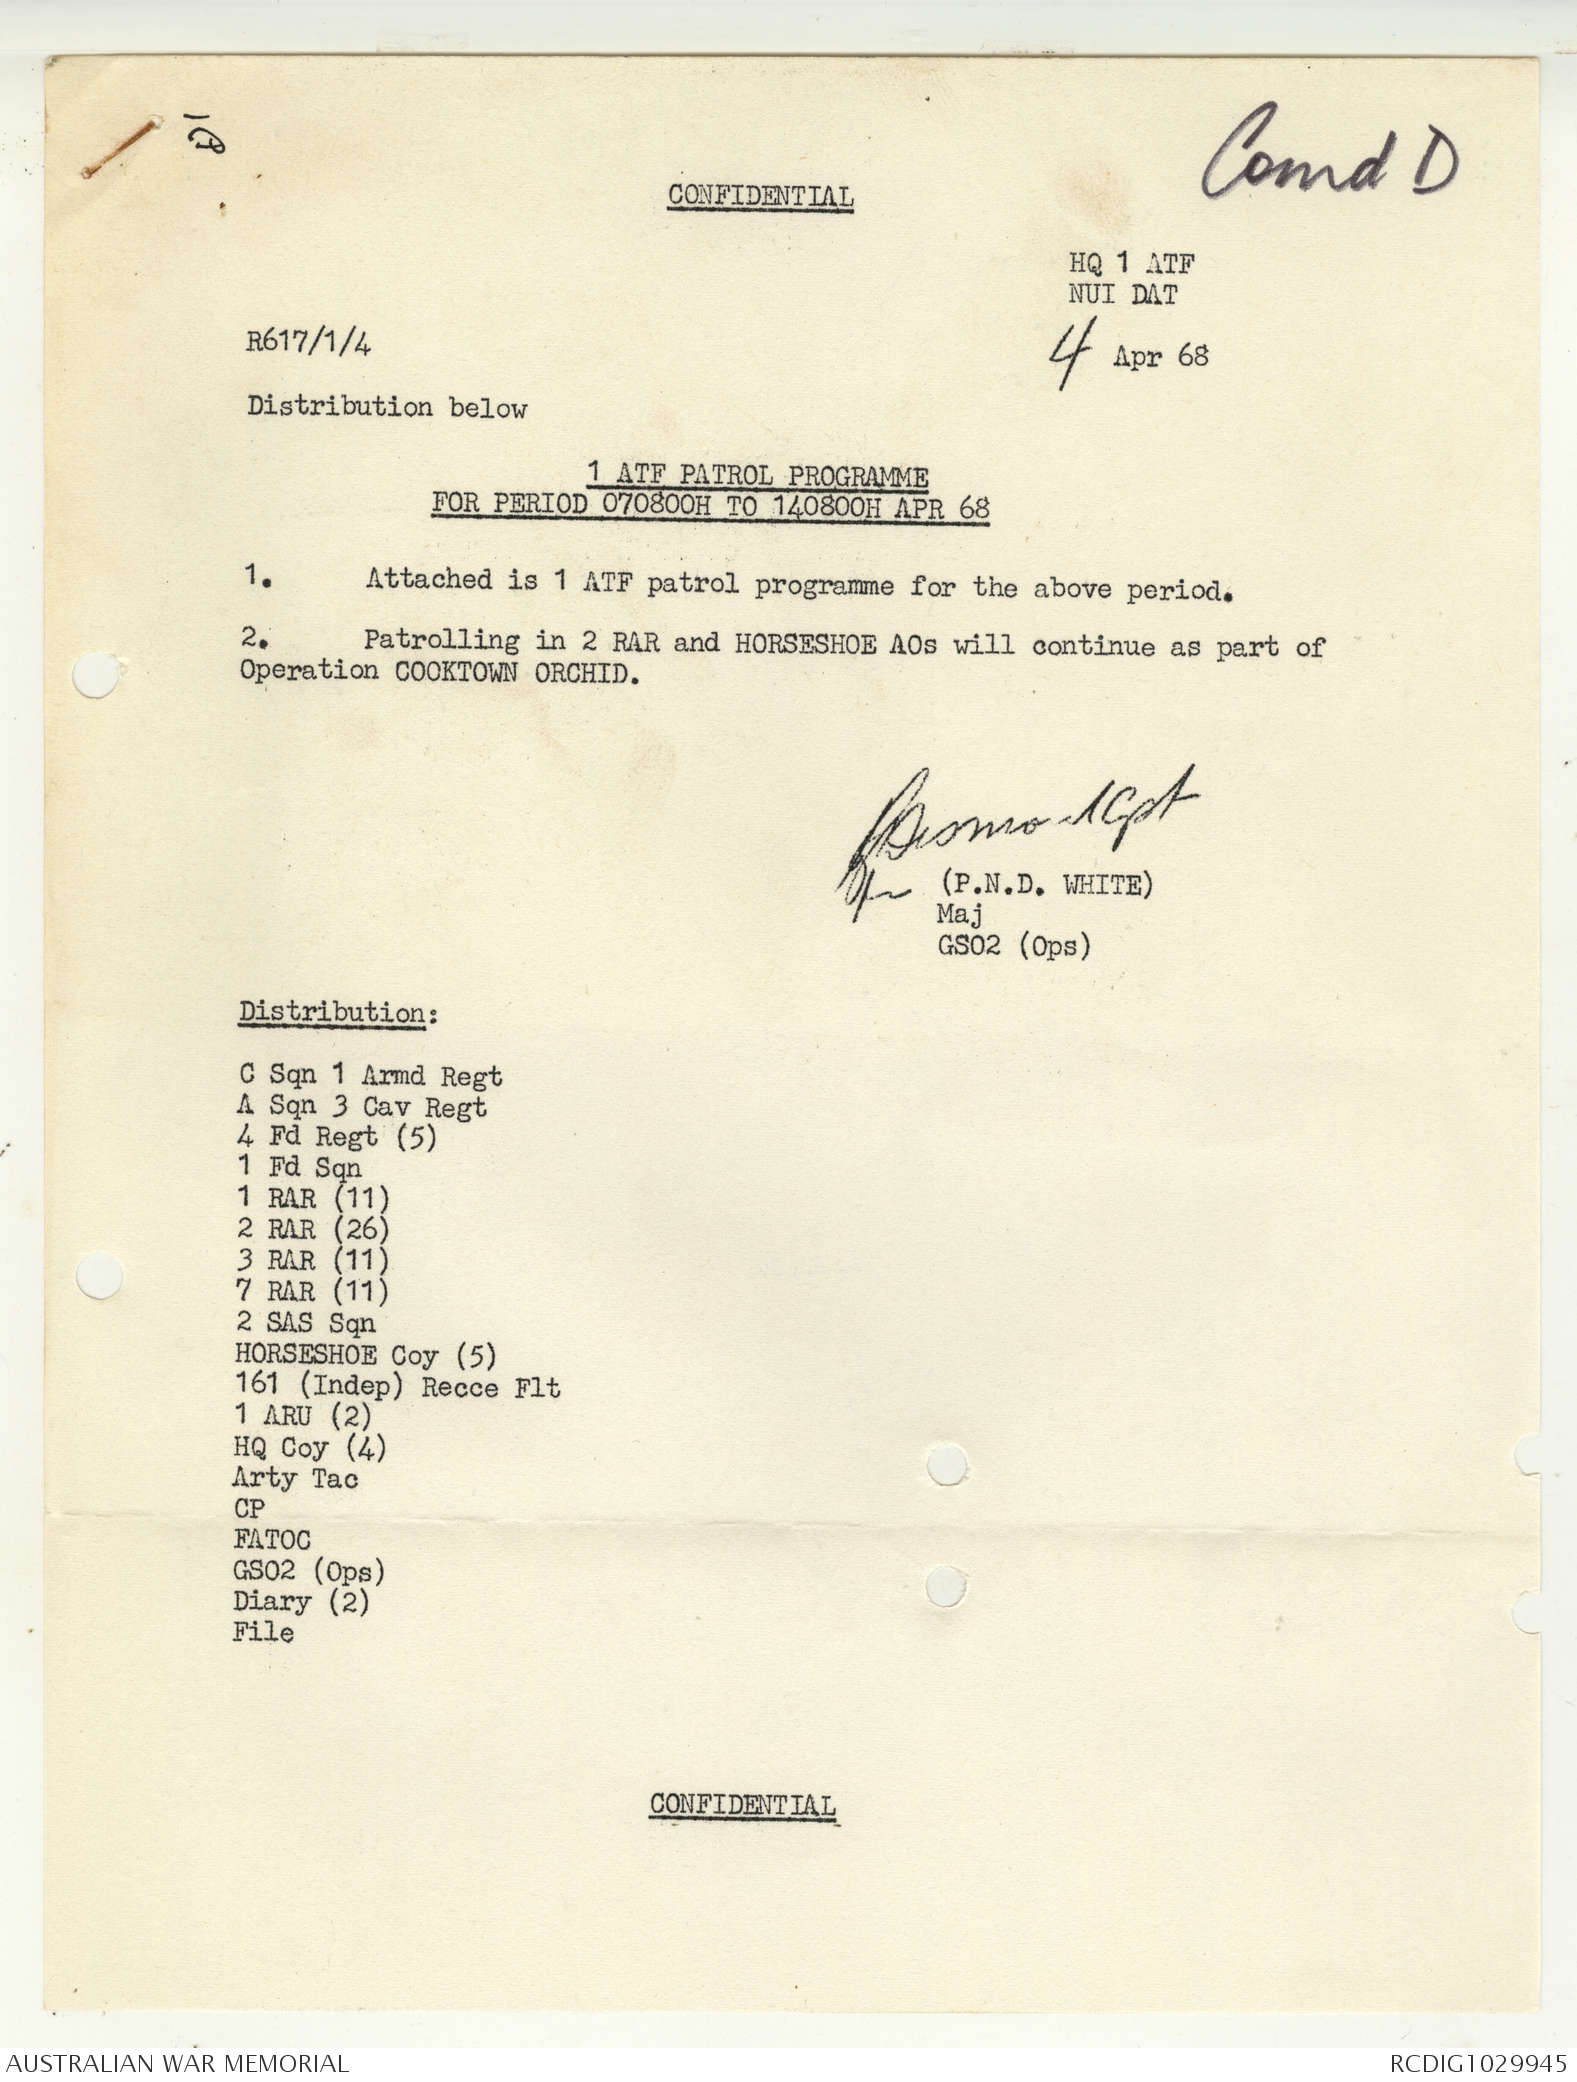 Comd D
CONFIDENTIAL
HQ 1 ATF
NUI DAT
R617/1/4
4 Apr 68
Distribution below
1 ATF PATROL PROGRAMME
FOR PERIOD 070800H TO 140800H APR 68
1. Attached is 1 ATF patrol programme for the above period.
2. Patrolling in 2 RAR and HORSESHOE AOs will continue as part of
Operation COOKTOWN ORCHID.
Capt
for (P.N.D. WHITE)
Maj
GSO2 (Ops)
Distribution:
C Sqn 1 Armd Regt
A Sqn 3 Cav Regt
4 Fd Regt (5)
1 Fd Sqn
1 RAR (11)
2 RAR (26)
3 RAR (11)
7 RAR (11)
2 SAS Sqn
HORSESHOE Coy (5)
161 (Indep) Recce Flt
1 ARU (2)
HQ Coy (4)
Arty Tac
CP
FATOC
GSO2 (Ops)
Diary (2)
File
CONFIDENTIAL
AUSTRALIAN WAR MEMORIAL
RCDIG1029945